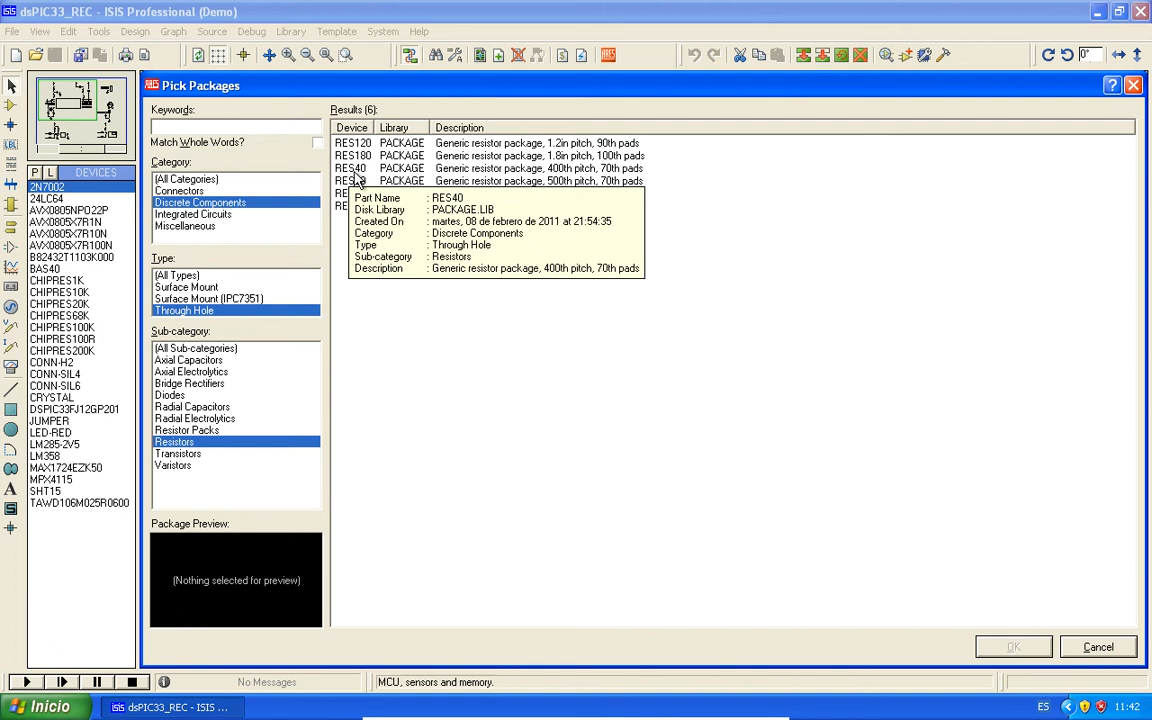 dsPIC33_REC - ISIS Professional (Demo)
File View Edit Tools Design Graph Source Debug Library Template System Help
0°
Pick Packages
Keywords:
Match Whole Words?
Category:
(All Categories)
Connectors
Discrete Components
Integrated Circuits
Miscellaneous
Type:
(All Types)
Surface Mount
Surface Mount (IPC7351)
Through Hole
Sub-category:
(All Sub-categories)
Axial Capacitors
Axial Electrolytics
Bridge Rectifiers
Diodes
Radial Capacitors
Radial Electrolytics
Resistor Packs
Resistors
Transistors
Varistors
Package Preview:
(Nothing selected for preview)
Results (6):
Device Library Description
RES120 PACKAGE Generic resistor package, 1.2in pitch, 90th pads
RES180 PACKAGE Generic resistor package, 1.8in pitch, 100th pads
RES40 PACKAGE Generic resistor package, 400th pitch, 70th pads
PACKAGE Generic resistor package, 500th pitch, 70th pads
RE
RE
Part Name : RES40
Disk Library : PACKAGE.LIB
Created On : martes, 08 de febrero de 2011 at 21:54:35
Category : Discrete Components
Type : Through Hole
Sub-category : Resistors
Description : Generic resistor package, 400th pitch, 70th pads
OK
Cancel
P L DEVICES
2N7002
24LC64
AVX0805NPO22P
AVX0805X7R1N
AVX0805X7R10N
AVX0805X7R100N
B82432T1103K000
BAS40
CHIPRES1K
CHIPRES10K
CHIPRES20K
CHIPRES68K
CHIPRES100K
CHIPRES100R
CHIPRES200K
CONN-H2
CONN-SIL4
CONN-SIL6
CRYSTAL
DSPIC33FJ12GP201
JUMPER
LED-RED
LM285-2V5
LM358
MAX1724EZK50
MPX4115
SHT15
TAWD106M025R0600
LBL
A
No Messages
MCU, sensors and memory.
Inicio
dsPIC33_REC - ISIS ...
ES
11:42